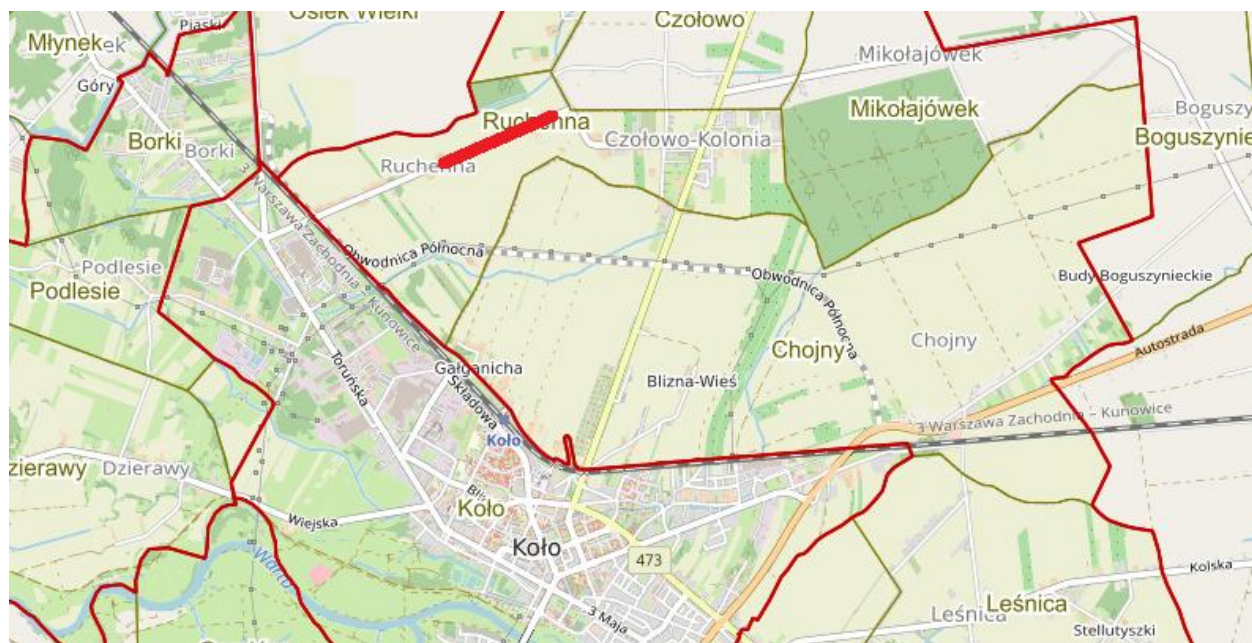 Osiek Wielki
Piaski
Czołowo
Młynek
Mikołajówek
Góry
Mikołajówek
Boguszy
Ruchenna
Borki
Borki
Czołowo-Kolonia
Boguszynie
Ruchenna
3 Warszawa Zachodnia – Kunowice
Obwodnica Północna
Podlesie
Obwodnica Północna
Budy Boguszynieckie
Podlesie
Chojny
Chojny
Autostrada
Toruńska
Gałganicha
Składowa
Blizna-Wieś
3 Warszawa Zachodnia – Kunowice
Koło
Dzierawy
zierawy
Koło
Wiejska
Koło
473
Warta
Kolska
3 Maja
Leśnica
Leśnica
Stellutyszki